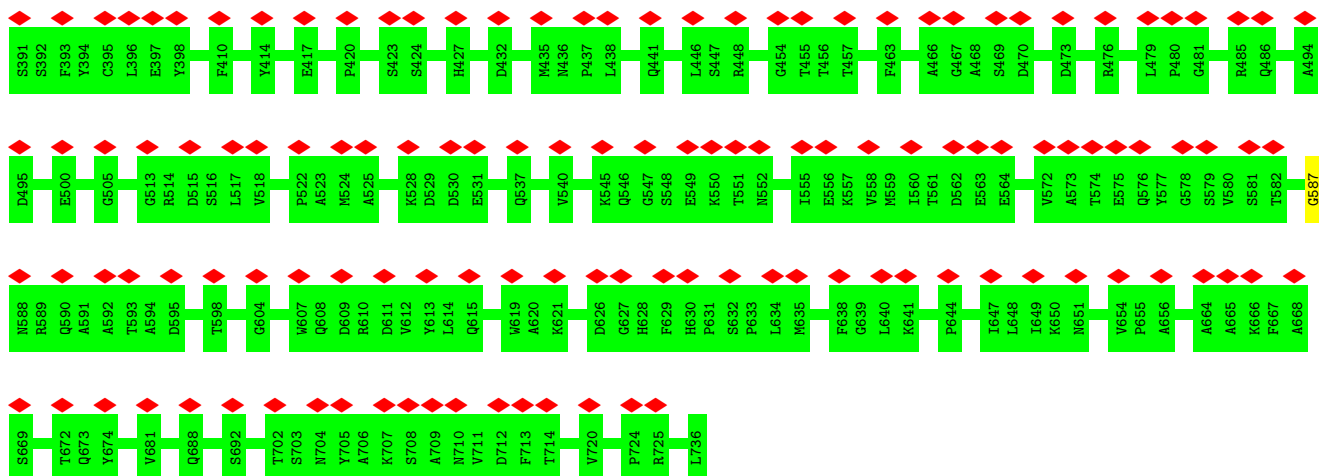 S391 S392 F393 Y394 C395 L396 E397 Y398 F410 Y414 E417 P420 S423 S424 H427 D432 M435 N436 P437 L438 Q441 L446 S447 R448 G454 T455 T456 T457 F463 A466 G467 A468 S469 D470 D473 R476 L479 P480 G481 R485 Q486 A494
D495 E500 G505 G513 R514 D515 S516 L517 V518 P522 A523 M524 A525 K528 D529 D530 E531 Q537 V540 K545 Q546 G547 S548 E549 K550 T551 N552 I555 E556 K557 V558 M559 I560 T561 D562 E563 E564 V572 A573 T574 E575 Q576 Y577 G578 S579 V580 S581 T582 G587
N588 R589 Q590 A591 A592 T593 A594 D595 T598 G604 W607 Q608 D609 R610 D611 V612 Y613 L614 Q615 W619 A620 K621 D626 G627 H628 F629 H630 P631 S632 P633 L634 M635 F638 G639 L640 K641 P644 I647 L648 I649 K650 N651 V654 P655 A656 A664 A665 K666 F667 A668
S669 T672 Q673 Y674 V681 Q688 S692 T702 S703 N704 Y705 A706 K707 S708 A709 N710 V711 D712 F713 T714 V720 P724 R725 L736